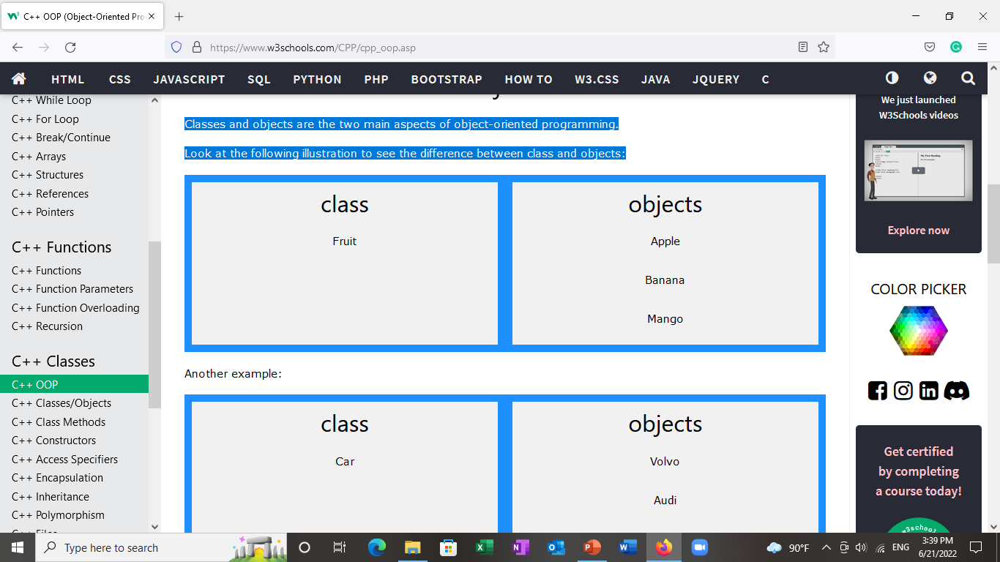 C++ OOP (Object-Oriented Pro
https://www.w3schools.com/CPP/cpp_oop.asp
HTML CSS JAVASCRIPT SQL PYTHON PHP BOOTSTRAP HOW TO W3.CSS JAVA JQUERY C
C++ While Loop
C++ For Loop
C++ Break/Continue
C++ Arrays
C++ Structures
C++ References
C++ Pointers
C++ Functions
C++ Functions
C++ Function Parameters
C++ Function Overloading
C++ Recursion
C++ Classes
C++ OOP
C++ Classes/Objects
C++ Class Methods
C++ Constructors
C++ Access Specifiers
C++ Encapsulation
C++ Inheritance
C++ Polymorphism
Classes and objects are the two main aspects of object-oriented programming.
Look at the following illustration to see the difference between class and objects:
class
Fruit
objects
Apple
Banana
Mango
Another example:
class
Car
objects
Volvo
Audi
We just launched
W3Schools videos
Explore now
COLOR PICKER
Get certified
by completing
a course today!
w3school
Type here to search
90°F
ENG
3:39 PM
6/21/2022